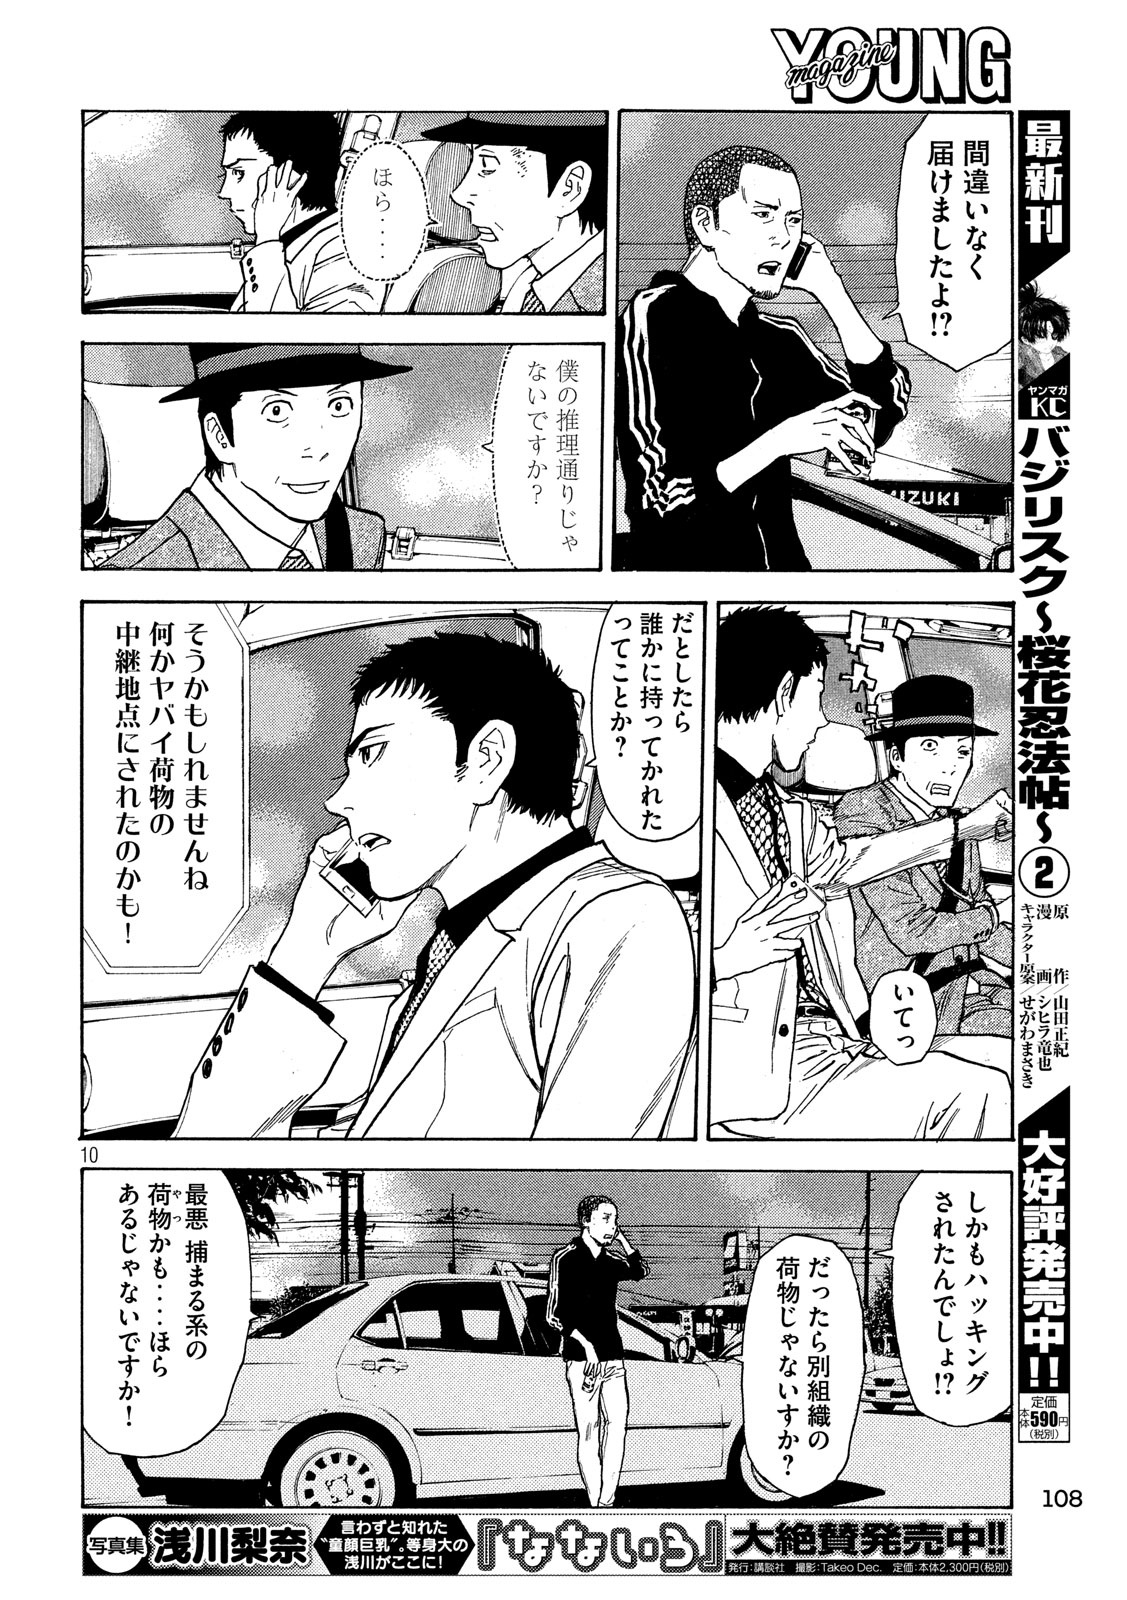 YOUNG
magazine
間違いなく
届けましたよ!?
MIZUKI
ほら‥‥
僕の推理通りじゃ
ないですか?
キ
キ
いてっ
だとしたら
誰かに持ってかれた
ってことか?
そうかもしれませんね
何かヤバイ荷物の
中継地点にされたのかも!
10
しかもハッキング
されたんでしょ!?
だったら別組織の
荷物じゃないすか?
最悪 捕まる系の
荷物かも‥‥ほら
やつ
あるじゃないですか!
最新刊
ヤンマガ
KC
バジリスク~桜花忍法帖~②
原作 山田正紀
漫画 シヒラ竜也
キャラクター原案/せがわまさき
大好評発売中!!
定価
本体590円
(税別)
108
写真集
浅川梨奈
言わずと知れた
“童顔巨乳”。等身大の
浅川がここに!
『なないろ』
大絶賛発売中!!
発行:講談社 撮影:Takeo Dec. 定価:本体2,300円(税別)